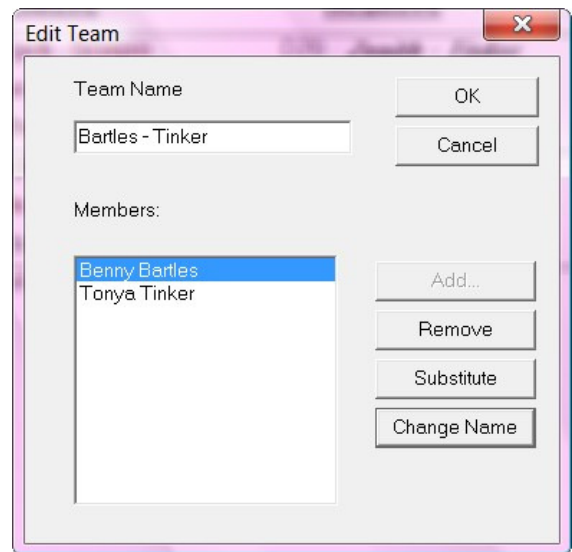 Edit Team
Team Name
Bartles - Tinker
OK
Cancel
Members:
Benny Bartles
Tonya Tinker
Add...
Remove
Substitute
Change Name